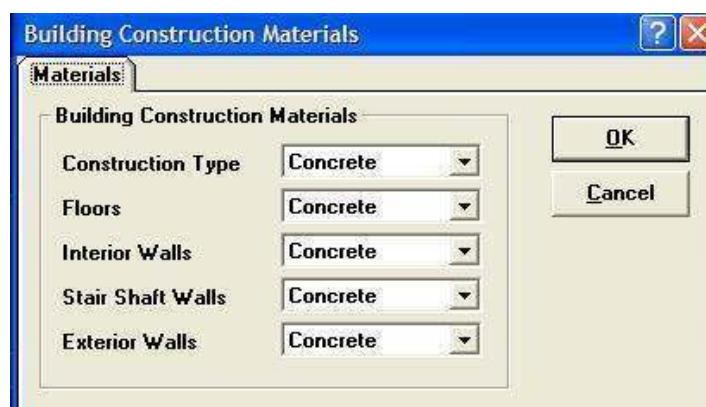 Building Construction Materials
Materials
Building Construction Materials
Construction Type Concrete
Floors Concrete
Interior Walls Concrete
Stair Shaft Walls Concrete
Exterior Walls Concrete
OK
Cancel